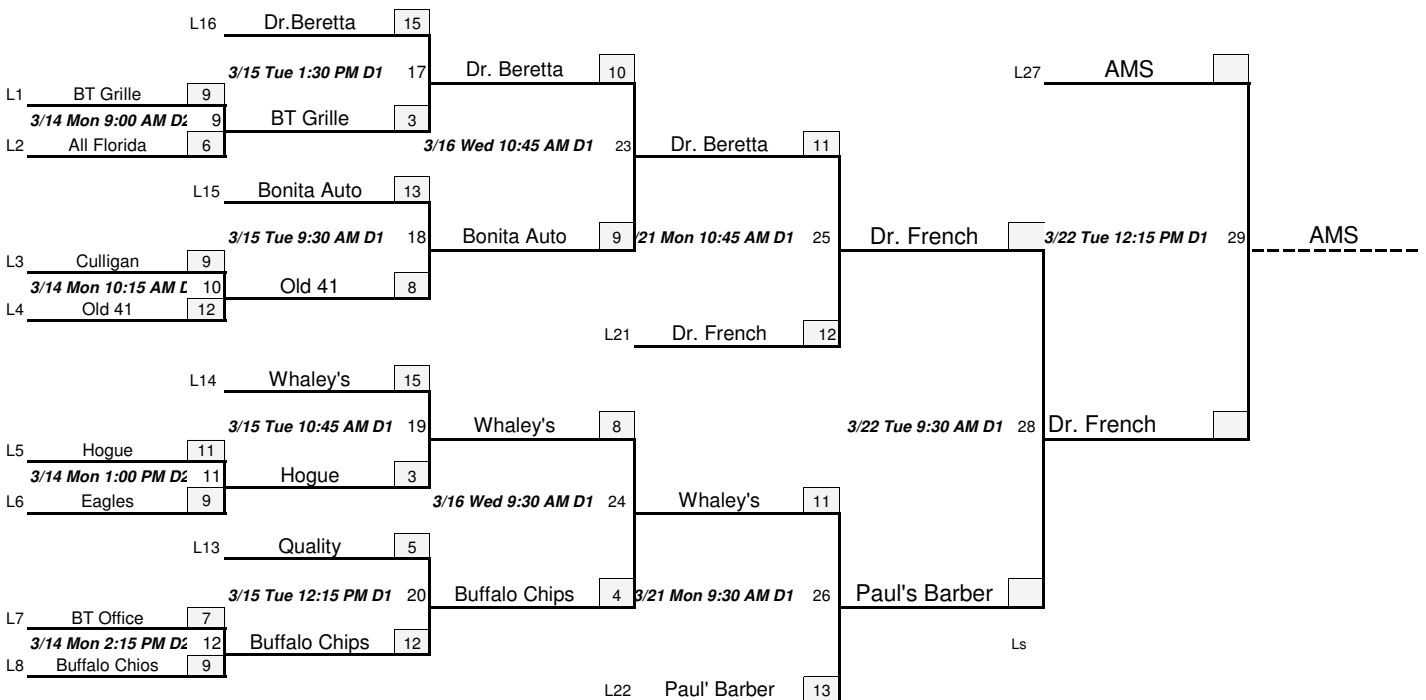 L16 Dr.Beretta 15
3/15 Tue 1:30 PM D1 17 Dr. Beretta 10 L27 AMS
L1 BT Grille 9
3/14 Mon 9:00 AM D2 9 BT Grille 3
L2 All Florida 6 3/16 Wed 10:45 AM D1 23 Dr. Beretta 11
L15 Bonita Auto 13
3/15 Tue 9:30 AM D1 18 Bonita Auto 9 /21 Mon 10:45 AM D1 25 Dr. French 3/22 Tue 12:15 PM D1 29 AMS
L3 Culligan 9
3/14 Mon 10:15 AM D 10 Old 41 8
L4 Old 41 12
L21 Dr. French 12
L14 Whaley's 15
3/15 Tue 10:45 AM D1 19 Whaley's 8 3/22 Tue 9:30 AM D1 28 Dr. French
L5 Hogue 11
3/14 Mon 1:00 PM D2 11 Hogue 3
L6 Eagles 9 3/16 Wed 9:30 AM D1 24 Whaley's 11
L13 Quality 5
3/15 Tue 12:15 PM D1 20 Buffalo Chips 4 3/21 Mon 9:30 AM D1 26 Paul's Barber
L7 BT Office 7
3/14 Mon 2:15 PM D2 12 Buffalo Chips 12 Ls
L8 Buffalo Chios 9
L22 Paul' Barber 13